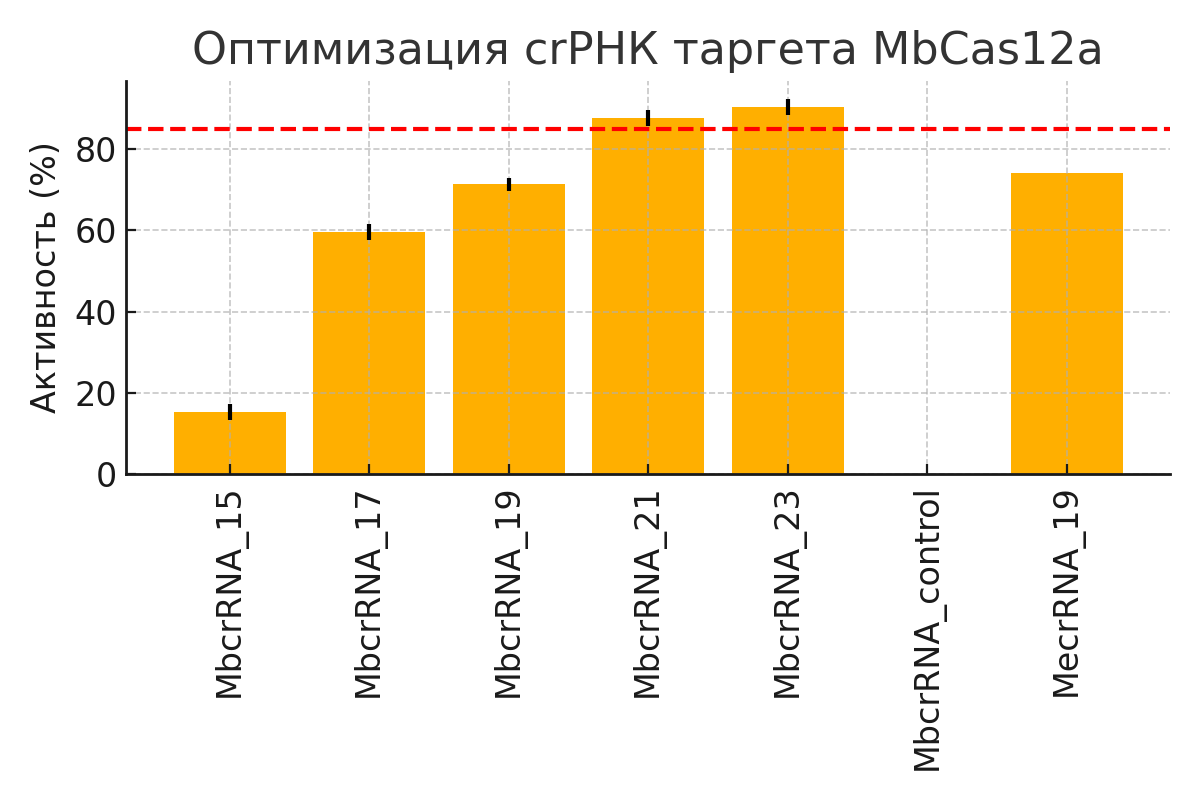 Оптимизация crРНК таргета MbCas12a
Активность (%)
80
60
40
20
0
MbcrRNA_15
MbcrRNA_17
MbcrRNA_19
MbcrRNA_21
MbcrRNA_23
MbcrRNA_control
MecrRNA_19